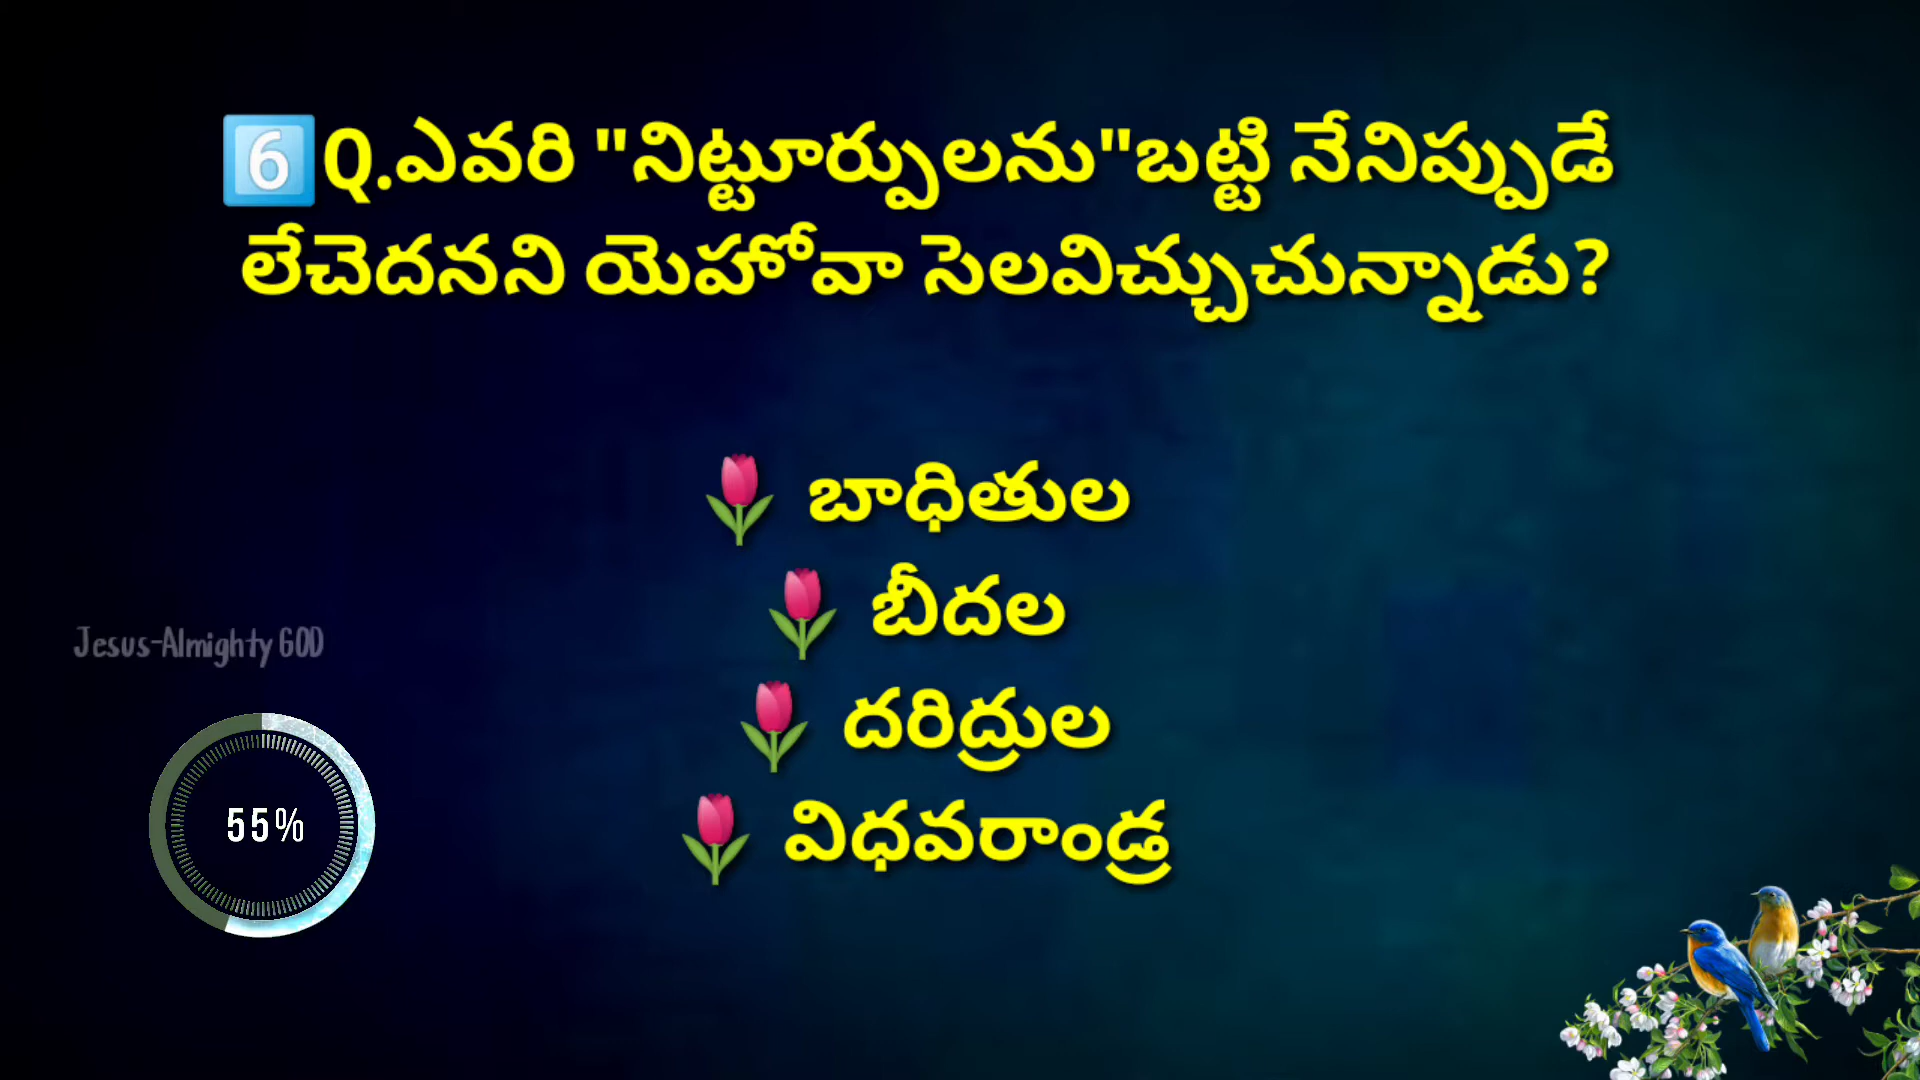 6 Q.ఎవరి "నిట్టూర్పులను"బట్టి నేనిప్పుడే
లేచెదనని యెహోవా సెలవిచ్చుచున్నాడు?
🌷 బాధితుల
🌷 బీదల
🌷 దరిద్రుల
🌷 విధవరాండ్ర
Jesus-Almighty GOD
55%